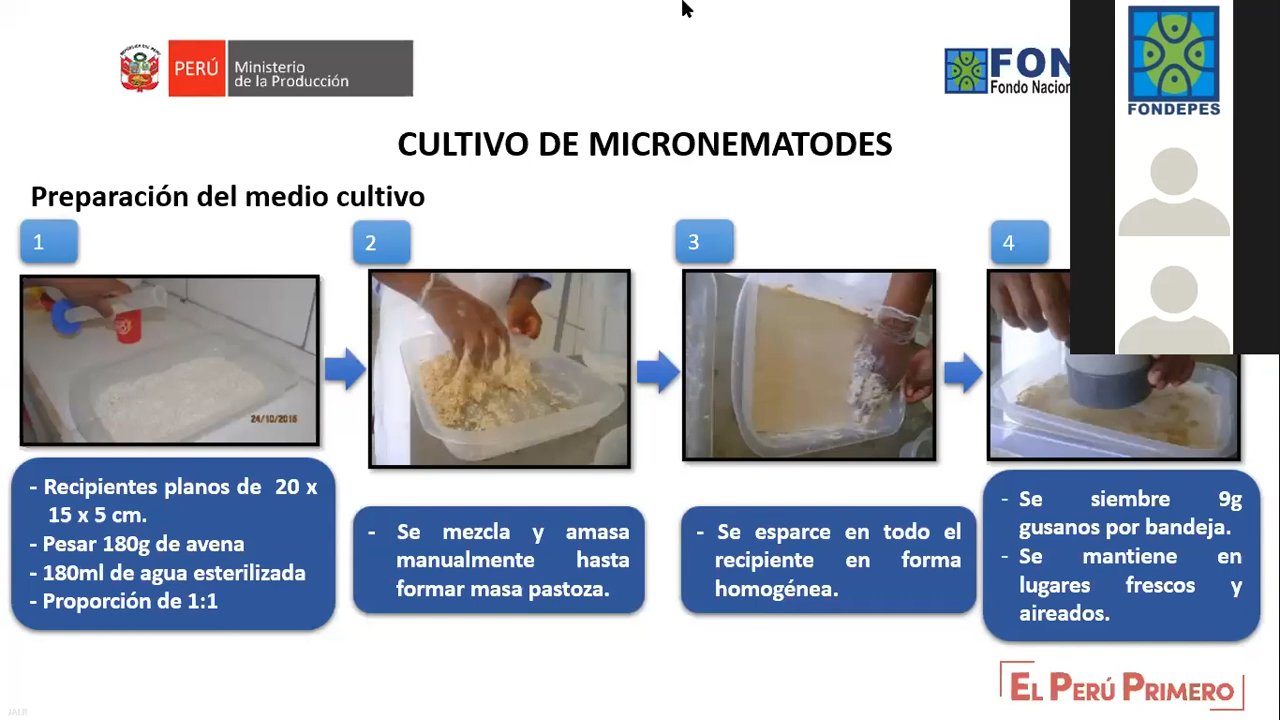 PERÚ
Ministerio
de la Producción
FON
Fondo Nacion
FONDEPES
CULTIVO DE MICRONEMATODES
Preparación del medio cultivo
1
2
3
4
24/10/2016
- Recipientes planos de 20 x
15 x 5 cm.
- Pesar 180g de avena
- 180ml de agua esterilizada
- Proporción de 1:1
- Se mezcla y amasa
manualmente hasta
formar masa pastoza.
- Se esparce en todo el
recipiente en forma
homogénea.
- Se siembre 9g
gusanos por bandeja.
- Se mantiene en
lugares frescos y
aireados.
EL PERÚ PRIMERO
JALR